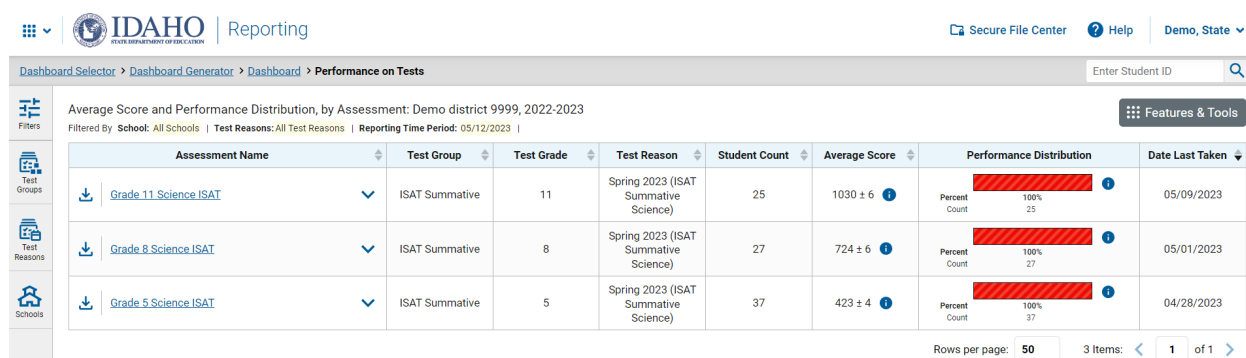 IDAHO
STATE DEPARTMENT OF EDUCATION
Reporting
Secure File Center
Help
Demo, State
Dashboard Selector > Dashboard Generator > Dashboard > Performance on Tests
Enter Student ID
Filters
Test Groups
Test Reasons
Schools
Average Score and Performance Distribution, by Assessment: Demo district 9999, 2022-2023
Filtered By School: All Schools | Test Reasons: All Test Reasons | Reporting Time Period: 05/12/2023 |
Features & Tools
Assessment Name Test Group Test Grade Test Reason Student Count Average Score Performance Distribution Date Last Taken
Grade 11 Science ISAT ISAT Summative 11 Spring 2023 (ISAT Summative Science) 25 1030 ± 6 Percent 100% Count 25 05/09/2023
Grade 8 Science ISAT ISAT Summative 8 Spring 2023 (ISAT Summative Science) 27 724 ± 6 Percent 100% Count 27 05/01/2023
Grade 5 Science ISAT ISAT Summative 5 Spring 2023 (ISAT Summative Science) 37 423 ± 4 Percent 100% Count 37 04/28/2023
Rows per page: 50 3 Items: 1 of 1